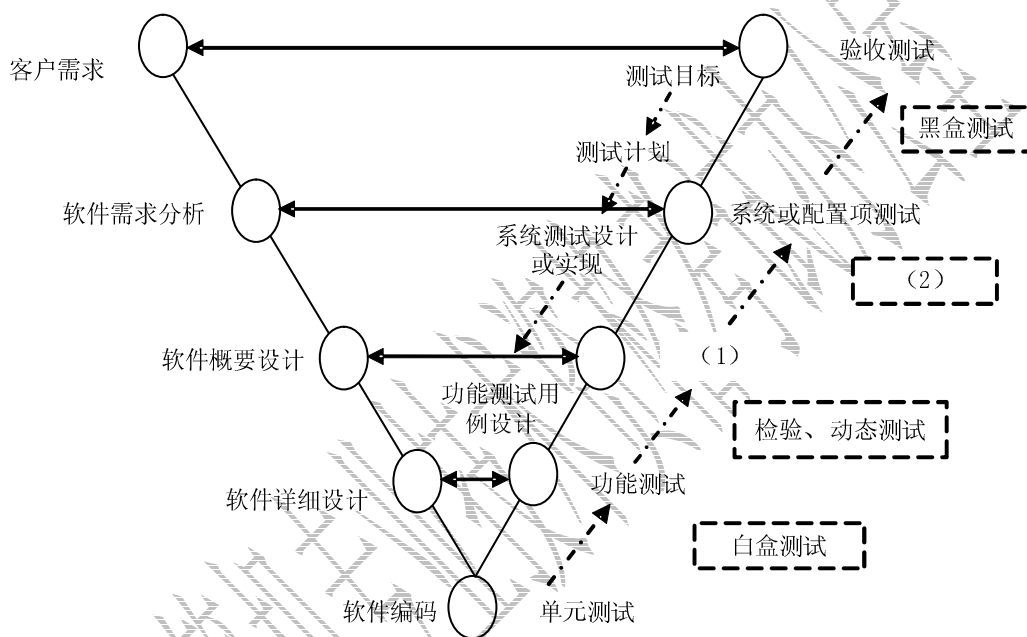 客户需求
验收测试
测试目标
黑盒测试
测试计划
软件需求分析
系统或配置项测试
系统测试设计
或实现
（2）
软件概要设计
（1）
功能测试用
例设计
检验、动态测试
软件详细设计
功能测试
白盒测试
软件编码
单元测试